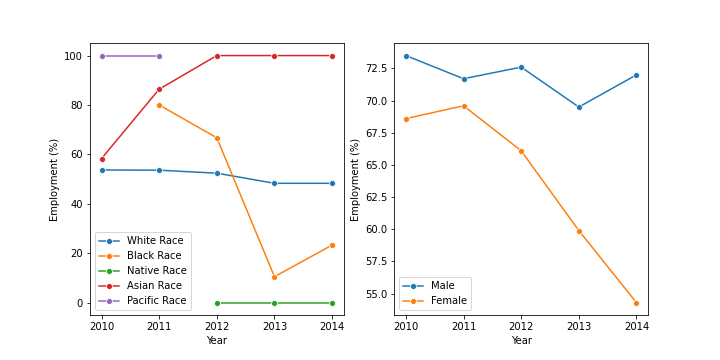 100
80
60
40
20
0
Employment (%)
White Race
Black Race
Native Race
Asian Race
Pacific Race
2010 2011 2012 2013 2014
Year
72.5
70.0
67.5
65.0
62.5
60.0
57.5
55.0
Employment (%)
Male
Female
2010 2011 2012 2013 2014
Year